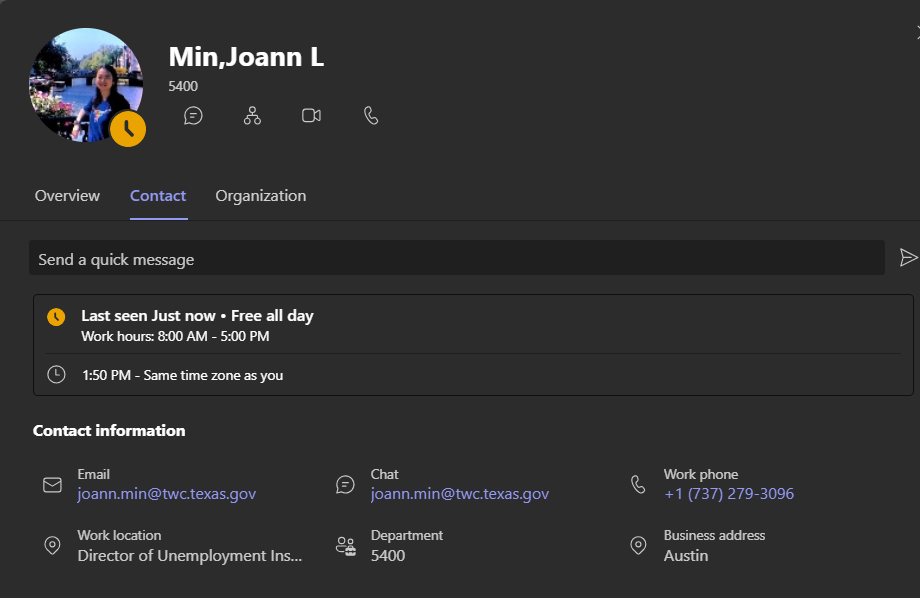 Min,Joann L
5400
Overview Contact Organization
Send a quick message
Last seen Just now • Free all day
Work hours: 8:00 AM - 5:00 PM
1:50 PM - Same time zone as you
Contact information
Email Chat Work phone
joann.min@twc.texas.gov joann.min@twc.texas.gov +1 (737) 279-3096
Work location Department Business address
Director of Unemployment Ins... 5400 Austin